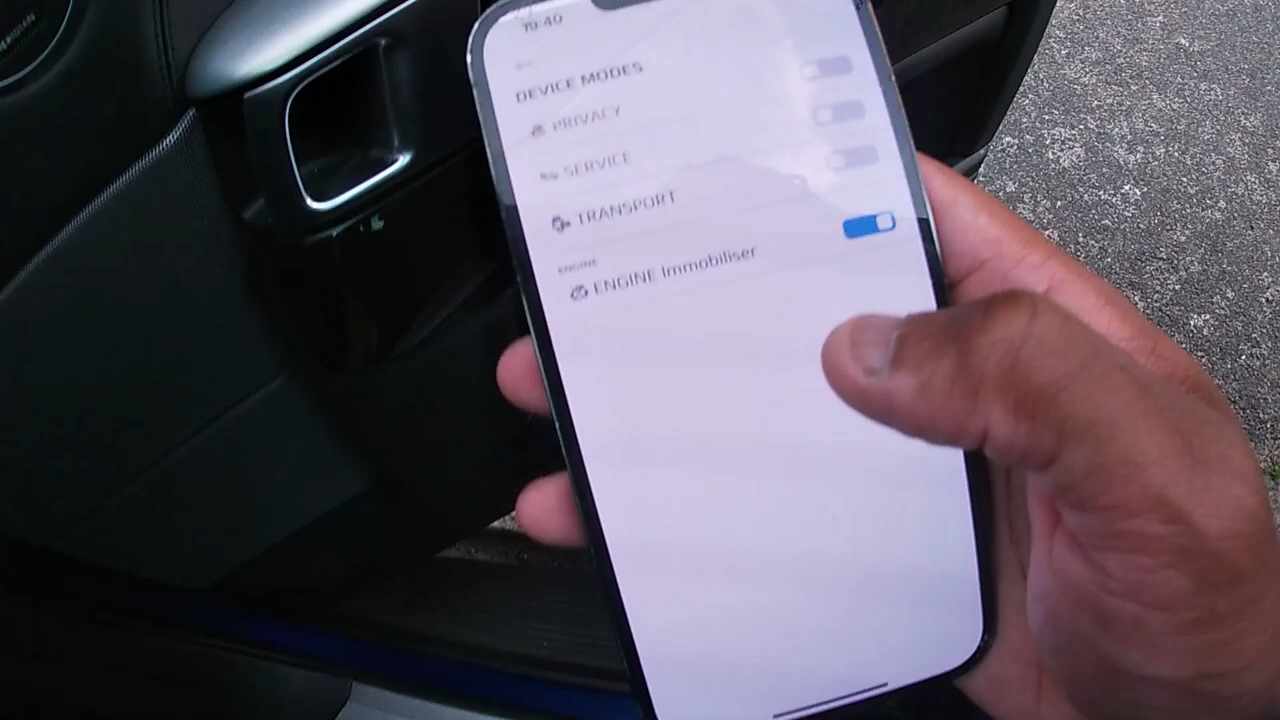 19:40
DEVICE MODES
PRIVACY
SERVICE
TRANSPORT
ENGINE
ENGINE Immobiliser